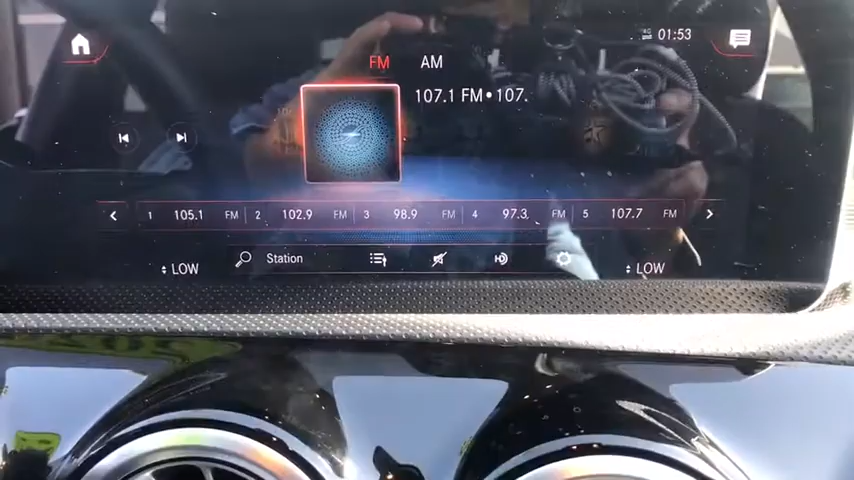 4G 01:53
FM AM
107.1 FM • 107.
1 105.1 FM 2 102.9 FM 3 98.9 FM 4 97.3 FM 5 107.7 FM
LOW Station LOW